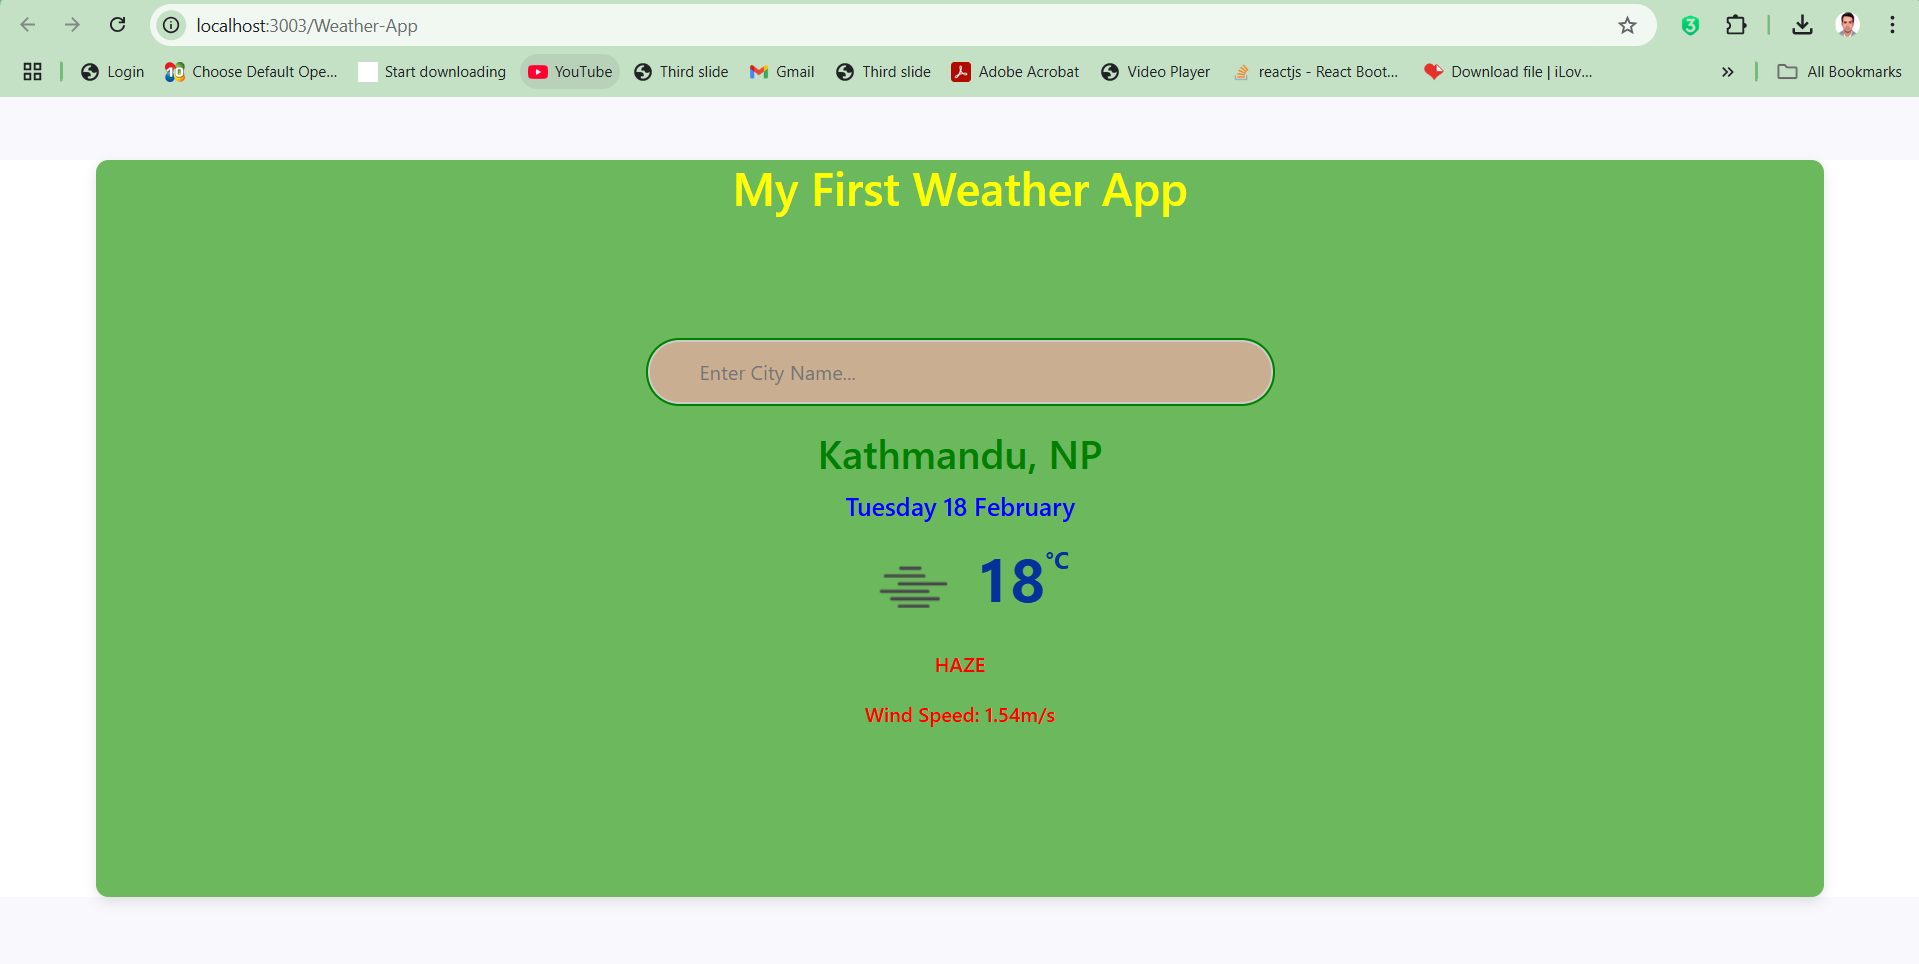 localhost:3003/Weather-App
Login Choose Default Ope... Start downloading YouTube Third slide Gmail Third slide Adobe Acrobat Video Player reactjs - React Boot... Download file | iLov... » All Bookmarks
My First Weather App
Enter City Name...
Kathmandu, NP
Tuesday 18 February
18°C
HAZE
Wind Speed: 1.54m/s